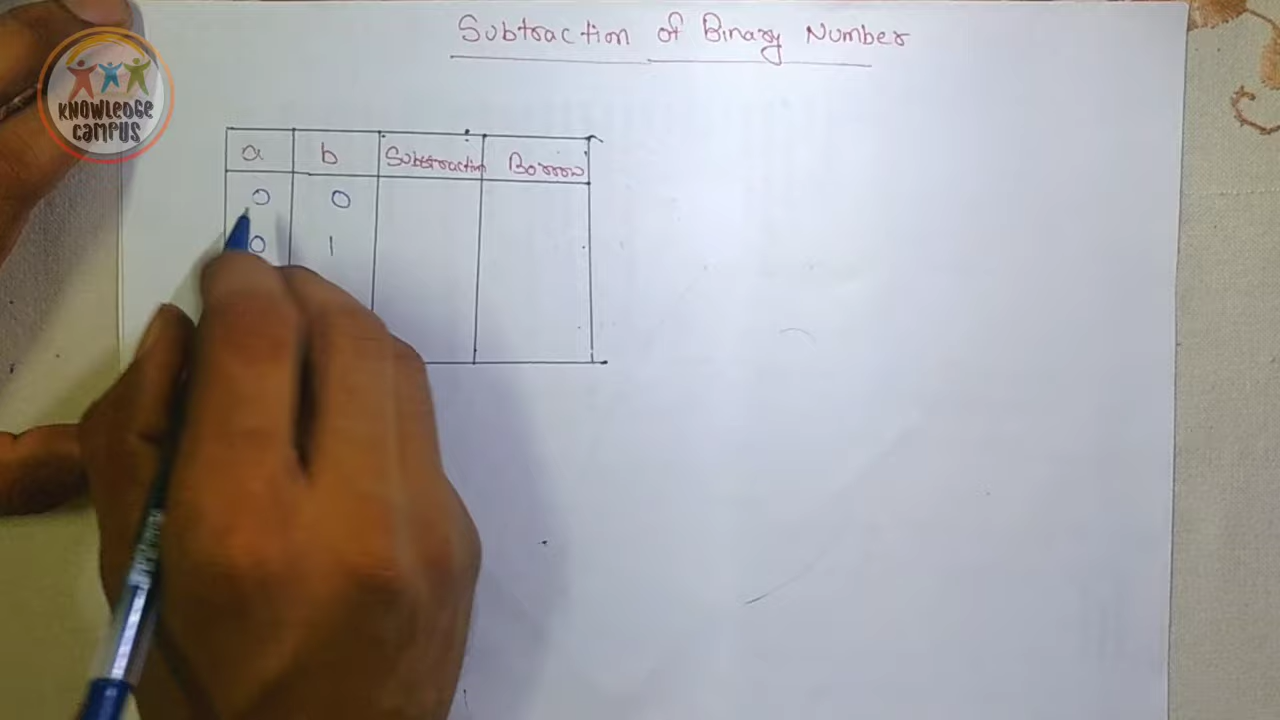 Subtraction of Binary Number
KNOWLEDGE
CAMPUS
a b Subtraction Borrow
0 0
0 1